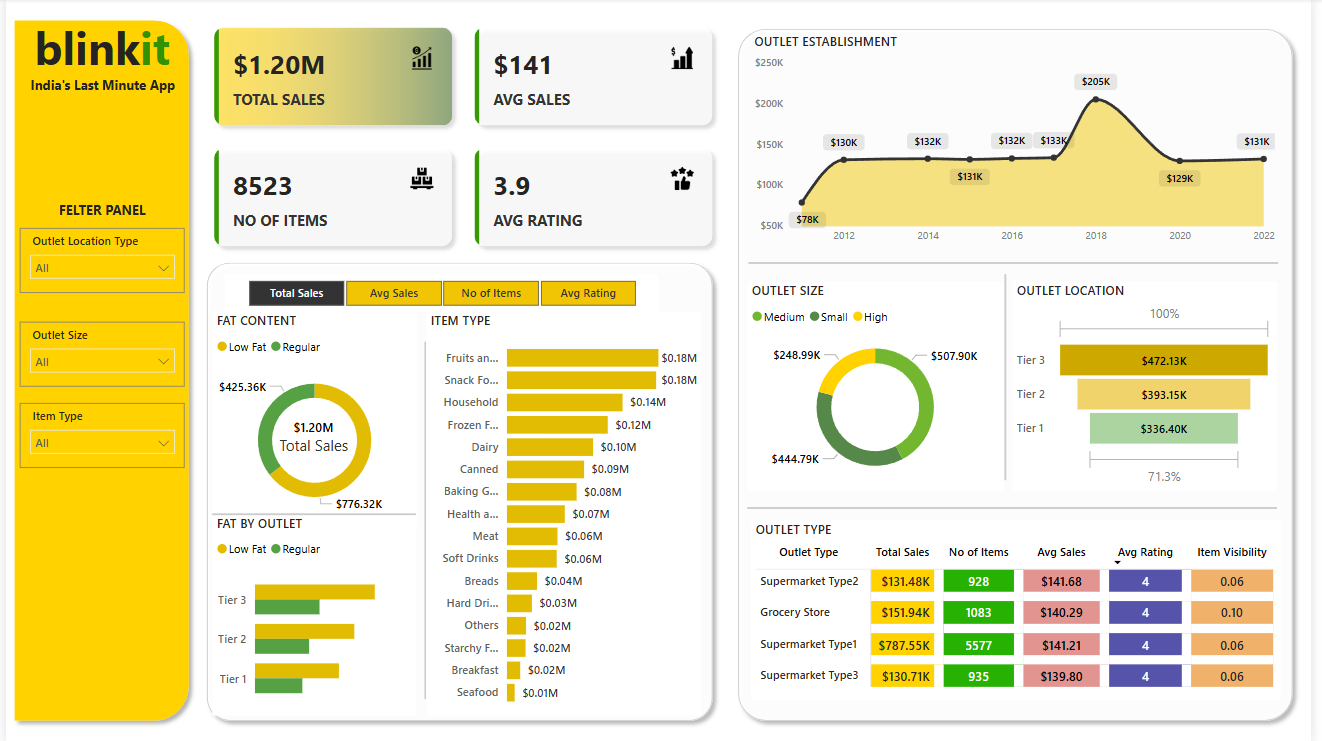 blinkit
India's Last Minute App
FELTER PANEL
Outlet Location Type
All
Outlet Size
All
Item Type
All
$1.20M
TOTAL SALES
$141
AVG SALES
8523
NO OF ITEMS
3.9
AVG RATING
Total Sales Avg Sales No of Items Avg Rating
FAT CONTENT
Low Fat Regular
$425.36K
$1.20M
Total Sales
$776.32K
FAT BY OUTLET
Low Fat Regular
Tier 3
Tier 2
Tier 1
ITEM TYPE
Fruits an... $0.18M
Snack Fo... $0.18M
Household $0.14M
Frozen F... $0.12M
Dairy $0.10M
Canned $0.09M
Baking G... $0.08M
Health a... $0.07M
Meat $0.06M
Soft Drinks $0.06M
Breads $0.04M
Hard Dri... $0.03M
Others $0.02M
Starchy F... $0.02M
Breakfast $0.02M
Seafood $0.01M
OUTLET ESTABLISHMENT
$250K
$200K
$150K
$100K
$50K
$78K
$130K
$132K
$131K
$132K
$133K
$205K
$129K
$131K
2012 2014 2016 2018 2020 2022
OUTLET SIZE
Medium Small High
$248.99K
$507.90K
$444.79K
OUTLET LOCATION
100%
Tier 3 $472.13K
Tier 2 $393.15K
Tier 1 $336.40K
71.3%
OUTLET TYPE
Outlet Type Total Sales No of Items Avg Sales Avg Rating Item Visibility
Supermarket Type2 $131.48K 928 $141.68 4 0.06
Grocery Store $151.94K 1083 $140.29 4 0.10
Supermarket Type1 $787.55K 5577 $141.21 4 0.06
Supermarket Type3 $130.71K 935 $139.80 4 0.06